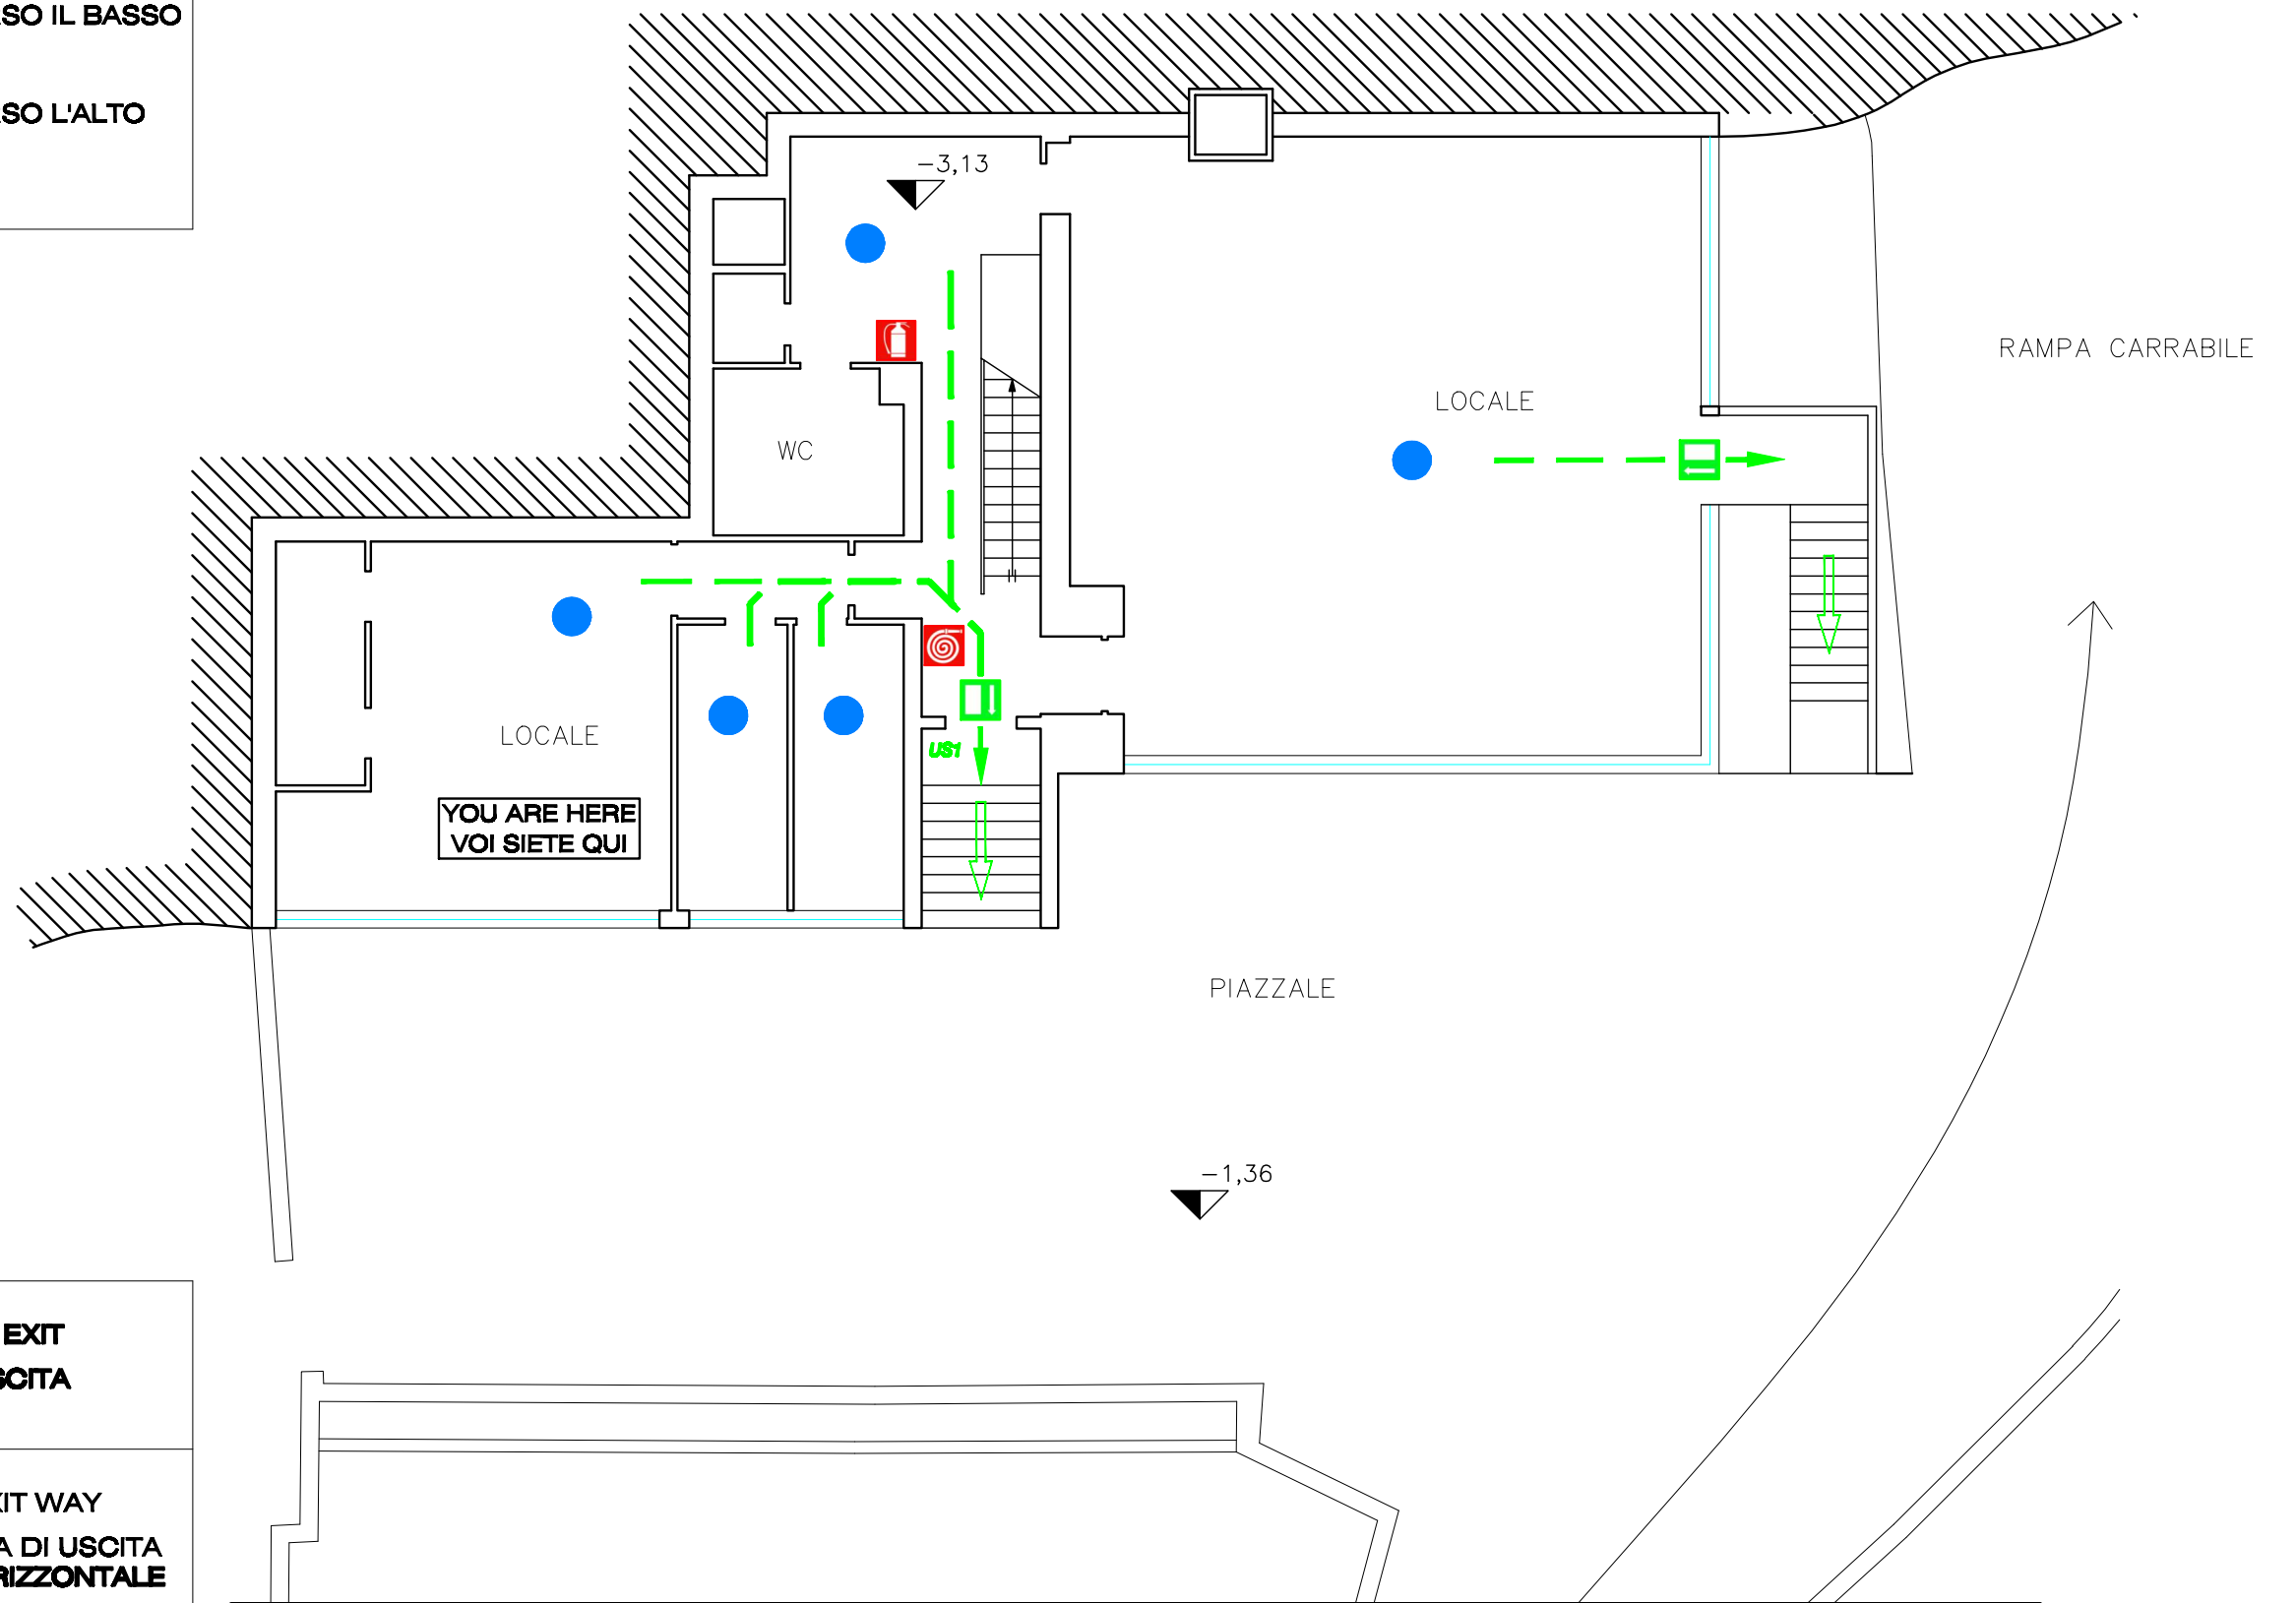 SO IL BASSO
SO L'ALTO
-3,13
RAMPA CARRABILE
LOCALE
WC
LOCALE
US1
YOU ARE HERE
VOI SIETE QUI
PIAZZALE
-1,36
EXIT
SCITA
IT WAY
A DI USCITA
RIZZONTALE